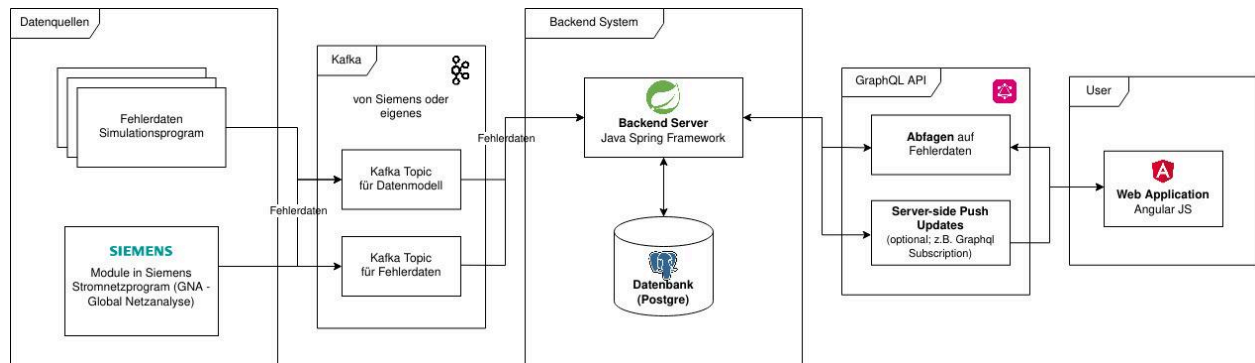 Datenquellen
Fehlerdaten
Simulationsprogram
SIEMENS
Module in Siemens
Stromnetzprogram (GNA -
Global Netzanalyse)
Fehlerdaten
Kafka
von Siemens oder
eigenes
Kafka Topic
für Datenmodell
Kafka Topic
für Fehlerdaten
Fehlerdaten
Backend System
Backend Server
Java Spring Framework
Datenbank
(Postgre)
GraphQL API
Abfagen auf
Fehlerdaten
Server-side Push
Updates
(optional; z.B. Graphql
Subscription)
User
Web Application
Angular JS